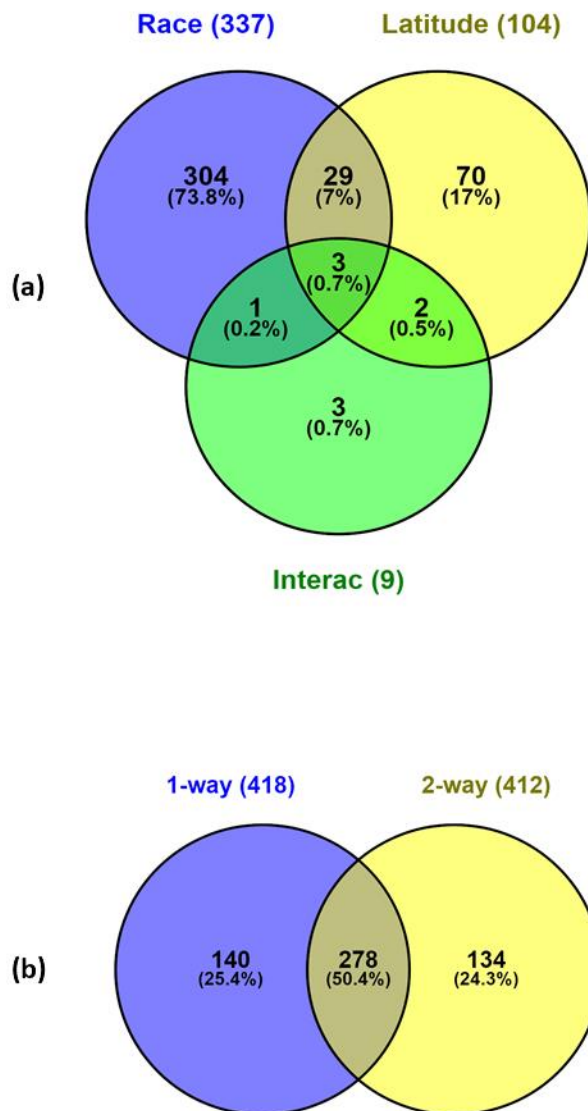 Race (337)
Latitude (104)
304
(73.8%)
29
(7%)
70
(17%)
3
(0.7%)
(a)
1
(0.2%)
2
(0.5%)
3
(0.7%)
Interac (9)
1-way (418)
2-way (412)
(b)
140
(25.4%)
278
(50.4%)
134
(24.3%)